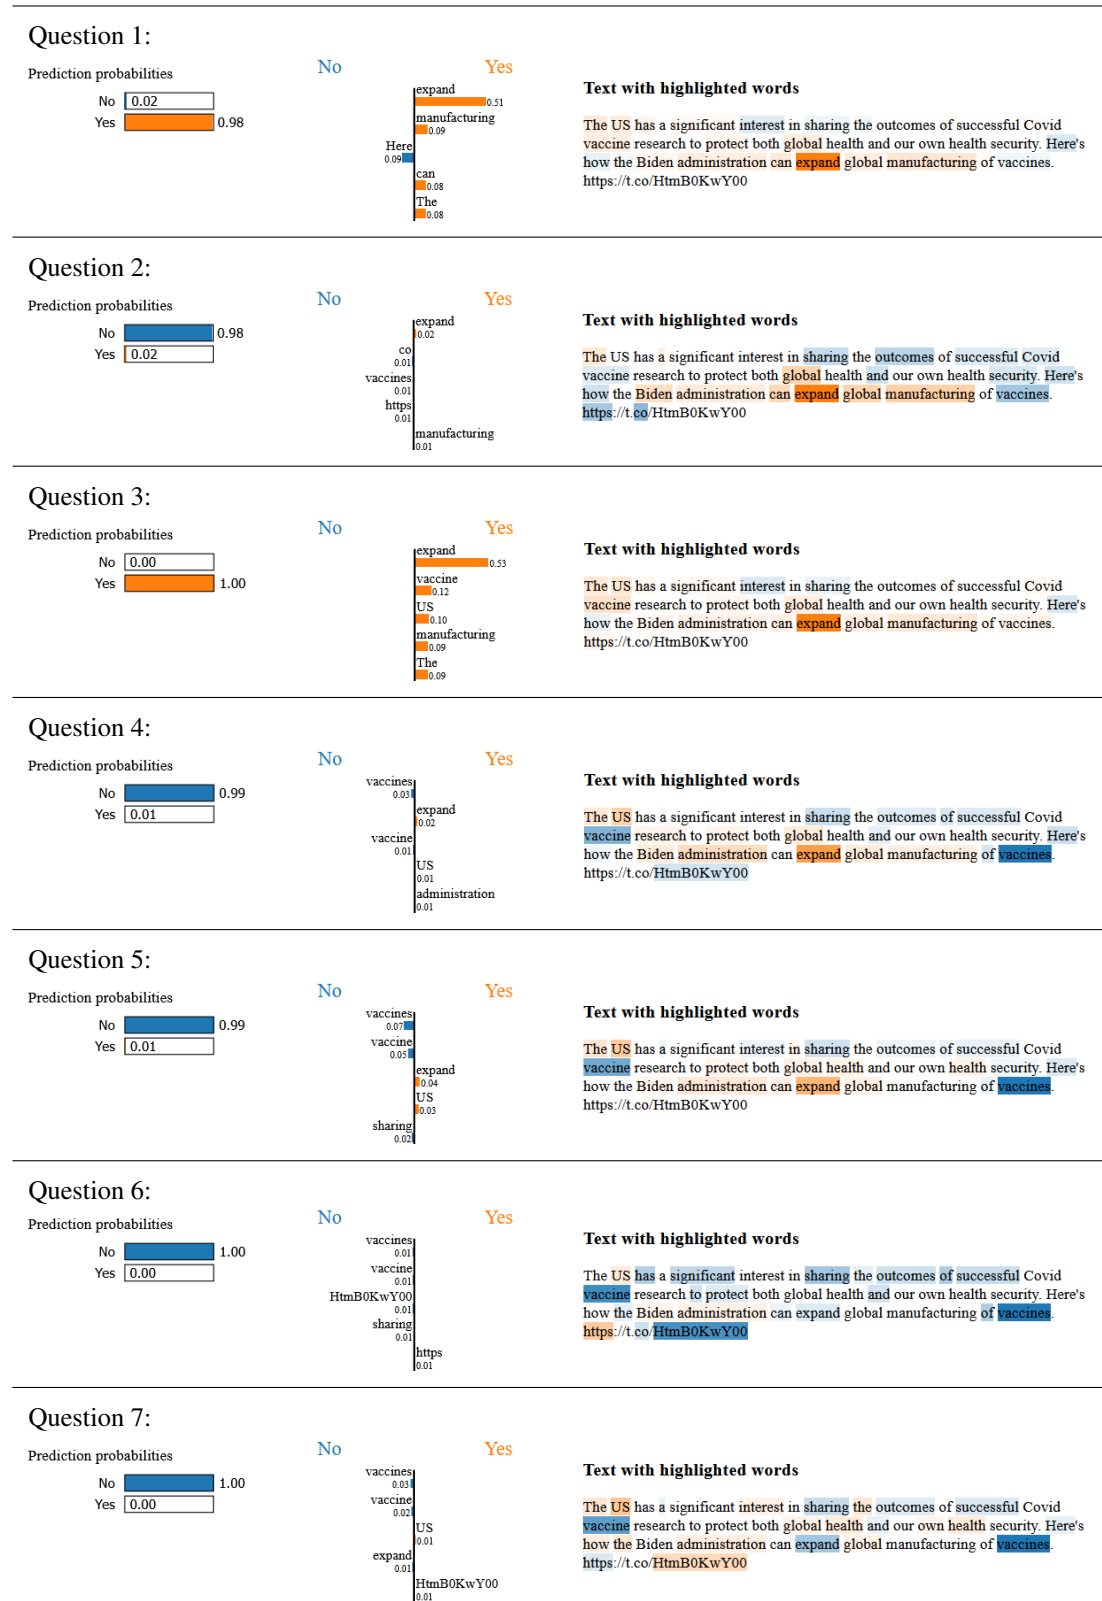 Question 1:
Prediction probabilities
No 0.02
Yes 0.98
No Yes
expand
0.51
manufacturing
0.09
Here
0.09
can
0.08
The
0.08
Text with highlighted words
The US has a significant interest in sharing the outcomes of successful Covid
vaccine research to protect both global health and our own health security. Here's
how the Biden administration can expand global manufacturing of vaccines.
https://t.co/HtmB0KwY00
Question 2:
Prediction probabilities
No 0.98
Yes 0.02
No Yes
expand
0.02
co
0.01
vaccines
0.01
https
0.01
manufacturing
0.01
Text with highlighted words
The US has a significant interest in sharing the outcomes of successful Covid
vaccine research to protect both global health and our own health security. Here's
how the Biden administration can expand global manufacturing of vaccines.
https://t.co/HtmB0KwY00
Question 3:
Prediction probabilities
No 0.00
Yes 1.00
No Yes
expand
0.53
vaccine
0.12
US
0.10
manufacturing
0.09
The
0.09
Text with highlighted words
The US has a significant interest in sharing the outcomes of successful Covid
vaccine research to protect both global health and our own health security. Here's
how the Biden administration can expand global manufacturing of vaccines.
https://t.co/HtmB0KwY00
Question 4:
Prediction probabilities
No 0.99
Yes 0.01
No Yes
vaccines
0.03
expand
0.02
vaccine
0.01
US
0.01
administration
0.01
Text with highlighted words
The US has a significant interest in sharing the outcomes of successful Covid
vaccine research to protect both global health and our own health security. Here's
how the Biden administration can expand global manufacturing of vaccines.
https://t.co/HtmB0KwY00
Question 5:
Prediction probabilities
No 0.99
Yes 0.01
No Yes
vaccines
0.07
vaccine
0.05
expand
0.04
US
0.03
sharing
0.02
Text with highlighted words
The US has a significant interest in sharing the outcomes of successful Covid
vaccine research to protect both global health and our own health security. Here's
how the Biden administration can expand global manufacturing of vaccines.
https://t.co/HtmB0KwY00
Question 6:
Prediction probabilities
No 1.00
Yes 0.00
No Yes
vaccines
0.01
vaccine
0.01
HtmB0KwY00
0.01
sharing
0.01
https
0.01
Text with highlighted words
The US has a significant interest in sharing the outcomes of successful Covid
vaccine research to protect both global health and our own health security. Here's
how the Biden administration can expand global manufacturing of vaccines.
https://t.co/HtmB0KwY00
Question 7:
Prediction probabilities
No 1.00
Yes 0.00
No Yes
vaccines
0.03
vaccine
0.02
US
0.01
expand
0.01
HtmB0KwY00
0.01
Text with highlighted words
The US has a significant interest in sharing the outcomes of successful Covid
vaccine research to protect both global health and our own health security. Here's
how the Biden administration can expand global manufacturing of vaccines.
https://t.co/HtmB0KwY00